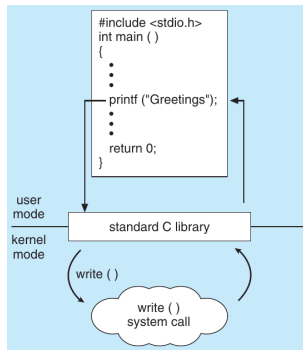 #include <stdio.h>
int main ( )
{
•
•
•
printf ("Greetings");
•
•
•
return 0;
}
user
mode
standard C library
kernel
mode
write ( )
write ( )
system call